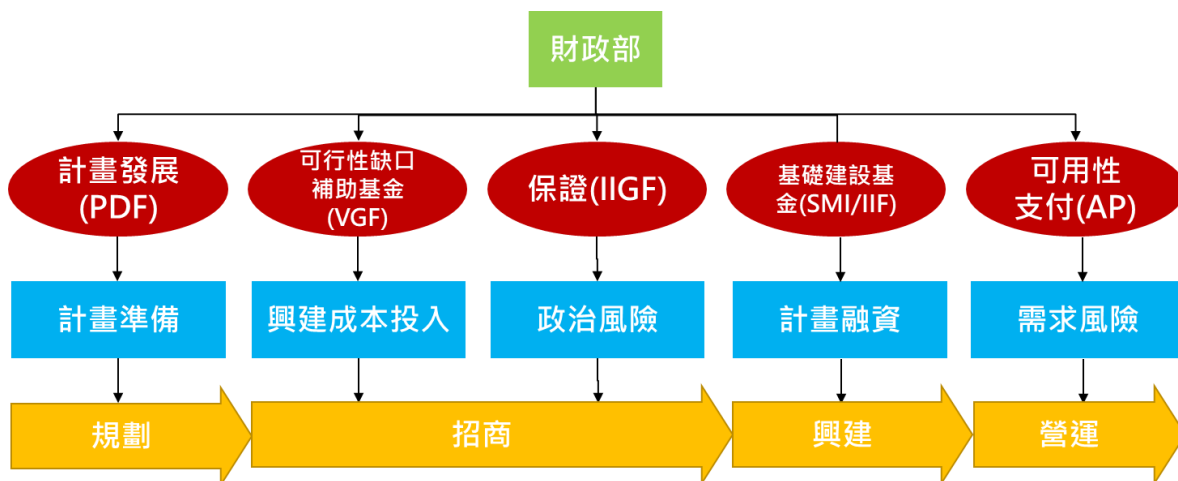 財政部
計畫發展
(PDF)
可行性缺口
補助基金
(VGF)
保證(IIGF)
基礎建設基
金(SMI/IIF)
可用性
支付(AP)
計畫準備
興建成本投入
政治風險
計畫融資
需求風險
規劃
招商
興建
營運